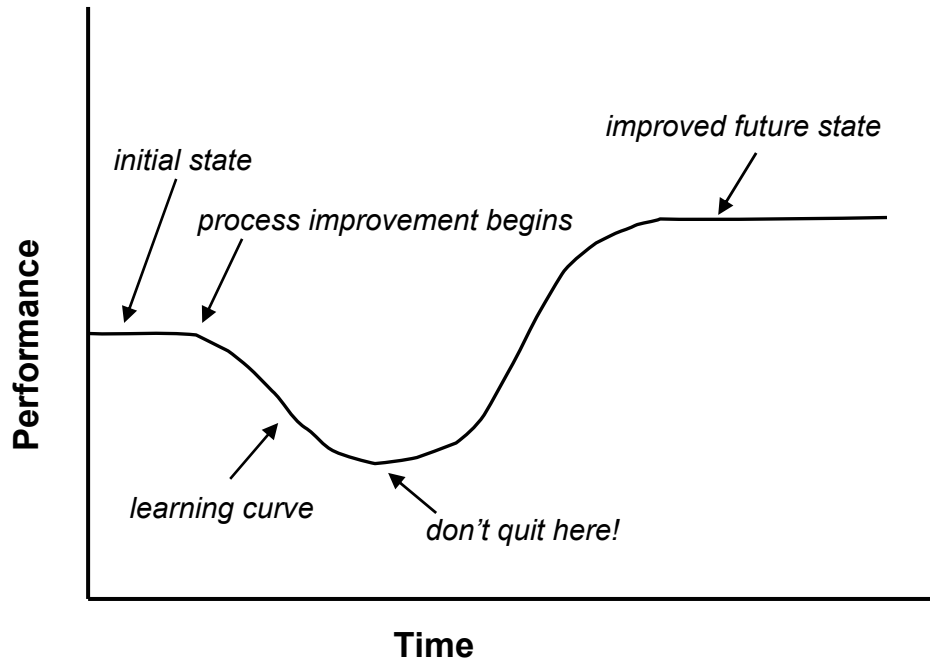 improved future state
initial state
process improvement begins
Performance
learning curve
don’t quit here!
Time